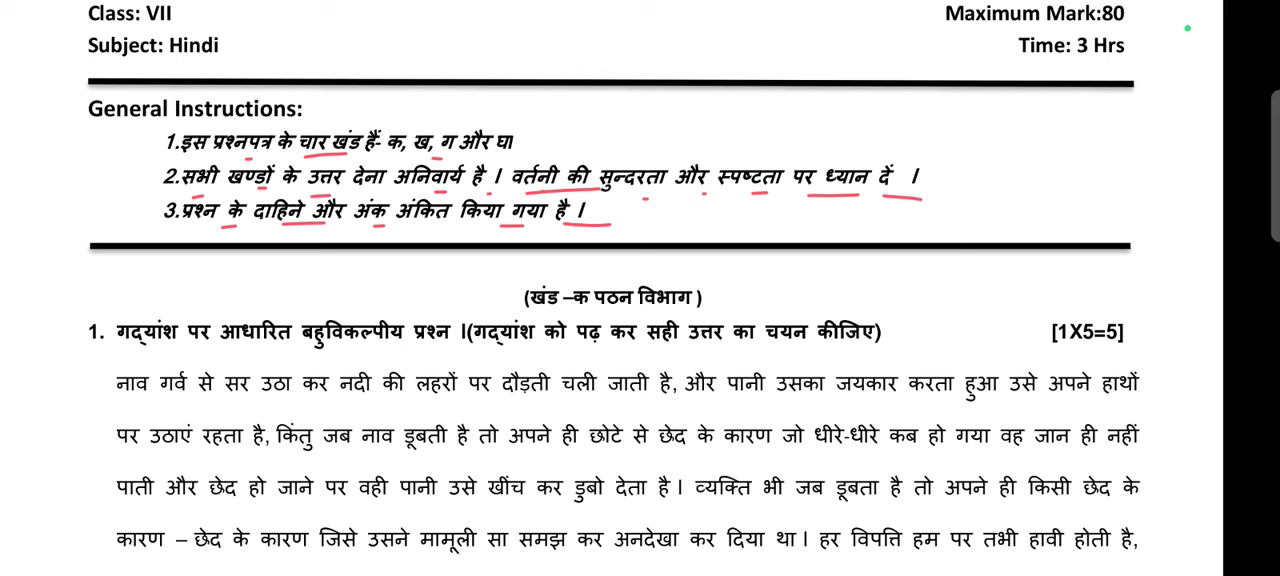 Class: VII Maximum Mark:80
Subject: Hindi Time: 3 Hrs
General Instructions:
1.इस प्रश्नपत्र के चार खंड हैं- क, ख, ग और घ।
2.सभी खण्डों के उत्तर देना अनिवार्य है । वर्तनी की सुन्दरता और स्पष्टता पर ध्यान दें ।
3.प्रश्न के दाहिने और अंक अंकित किया गया है ।
(खंड –क पठन विभाग )
1. गद्यांश पर आधारित बहुविकल्पीय प्रश्न ।(गद्यांश को पढ़ कर सही उत्तर का चयन कीजिए) [1X5=5]
नाव गर्व से सर उठा कर नदी की लहरों पर दौड़ती चली जाती है, और पानी उसका जयकार करता हुआ उसे अपने हाथों
पर उठाएं रहता है, किंतु जब नाव डूबती है तो अपने ही छोटे से छेद के कारण जो धीरे-धीरे कब हो गया वह जान ही नहीं
पाती और छेद हो जाने पर वही पानी उसे खींच कर डुबो देता है । व्यक्ति भी जब डूबता है तो अपने ही किसी छेद के
कारण – छेद के कारण जिसे उसने मामूली सा समझ कर अनदेखा कर दिया था । हर विपत्ति हम पर तभी हावी होती है,